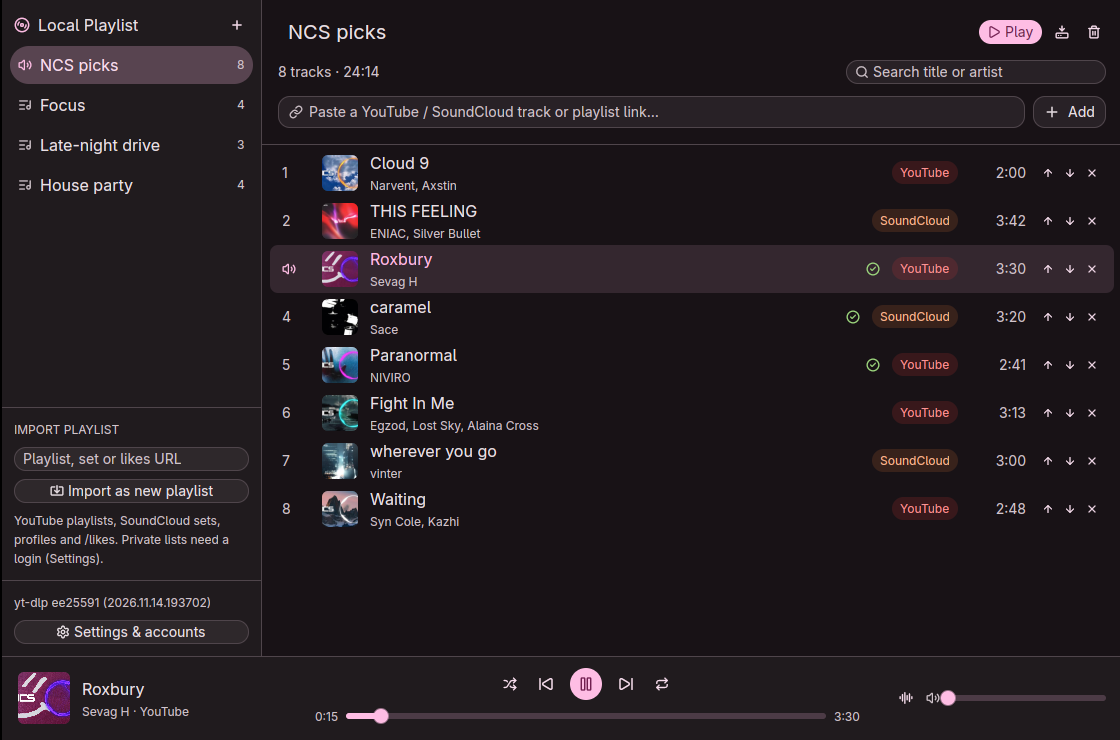 Local Playlist
NCS picks 8
Focus 4
Late-night drive 3
House party 4
IMPORT PLAYLIST
Playlist, set or likes URL
Import as new playlist
YouTube playlists, SoundCloud sets,
profiles and /likes. Private lists need a
login (Settings).
yt-dlp ee25591 (2026.11.14.193702)
Settings & accounts
NCS picks
Play
8 tracks · 24:14
Search title or artist
Paste a YouTube / SoundCloud track or playlist link...
Add
1 Cloud 9 YouTube 2:00
Narvent, Axstin
2 THIS FEELING SoundCloud 3:42
ENIAC, Silver Bullet
Roxbury YouTube 3:30
Sevag H
4 caramel SoundCloud 3:20
Sace
5 Paranormal YouTube 2:41
NIVIRO
6 Fight In Me YouTube 3:13
Egzod, Lost Sky, Alaina Cross
7 wherever you go SoundCloud 3:00
vinter
8 Waiting YouTube 2:48
Syn Cole, Kazhi
Roxbury
Sevag H · YouTube
0:15 3:30